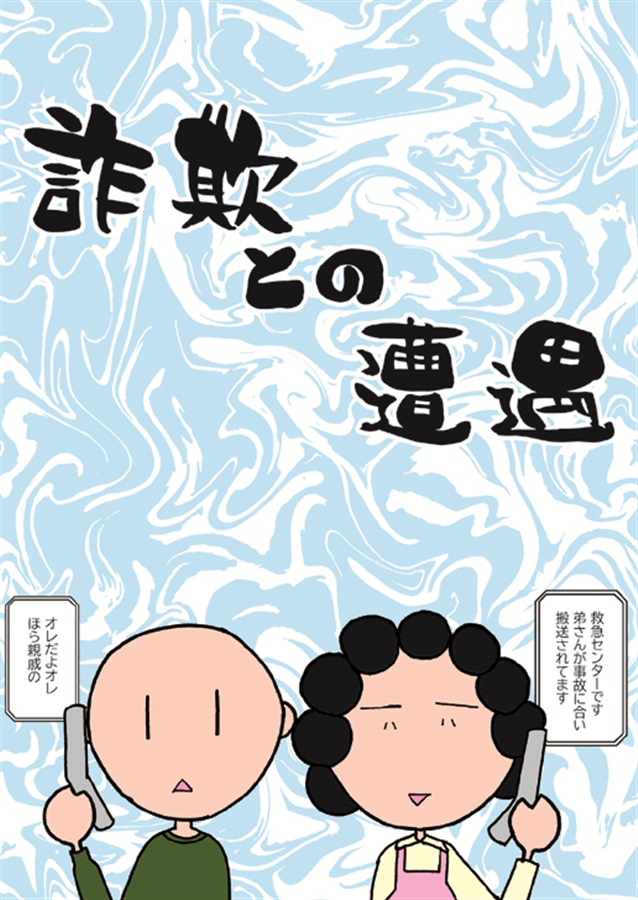 詐欺
との
遭遇
救急センターです
弟さんが事故に合い
搬送されてます
オレだよオレ
ほら親戚の